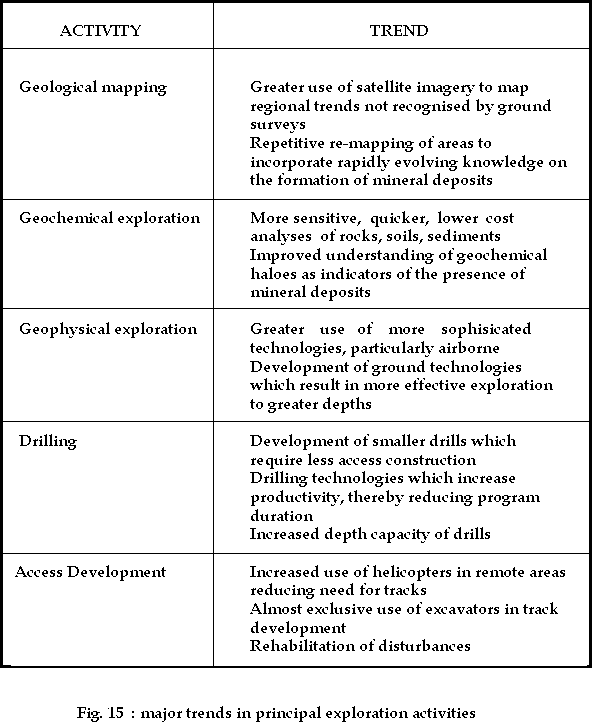 ACTIVITY TREND
Geological mapping Greater use of satellite imagery to map
regional trends not recognised by ground
surveys
Repetitive re-mapping of areas to
incorporate rapidly evolving knowledge on
the formation of mineral deposits
Geochemical exploration More sensitive, quicker, lower cost
analyses of rocks, soils, sediments
Improved understanding of geochemical
haloes as indicators of the presence of
mineral deposits
Geophysical exploration Greater use of more sophisicated
technologies, particularly airborne
Development of ground technologies
which result in more effective exploration
to greater depths
Drilling Development of smaller drills which
require less access construction
Drilling technologies which increase
productivity, thereby reducing program
duration
Increased depth capacity of drills
Access Development Increased use of helicopters in remote areas
reducing need for tracks
Almost exclusive use of excavators in track
development
Rehabilitation of disturbances
Fig. 15 : major trends in principal exploration activities